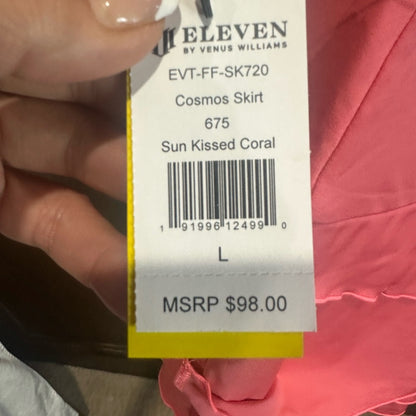 ELEVEN
BY VENUS WILLIAMS
EVT-FF-SK720
Cosmos Skirt
675
Sun Kissed Coral
1 91996 12499 0
L
MSRP $98.00